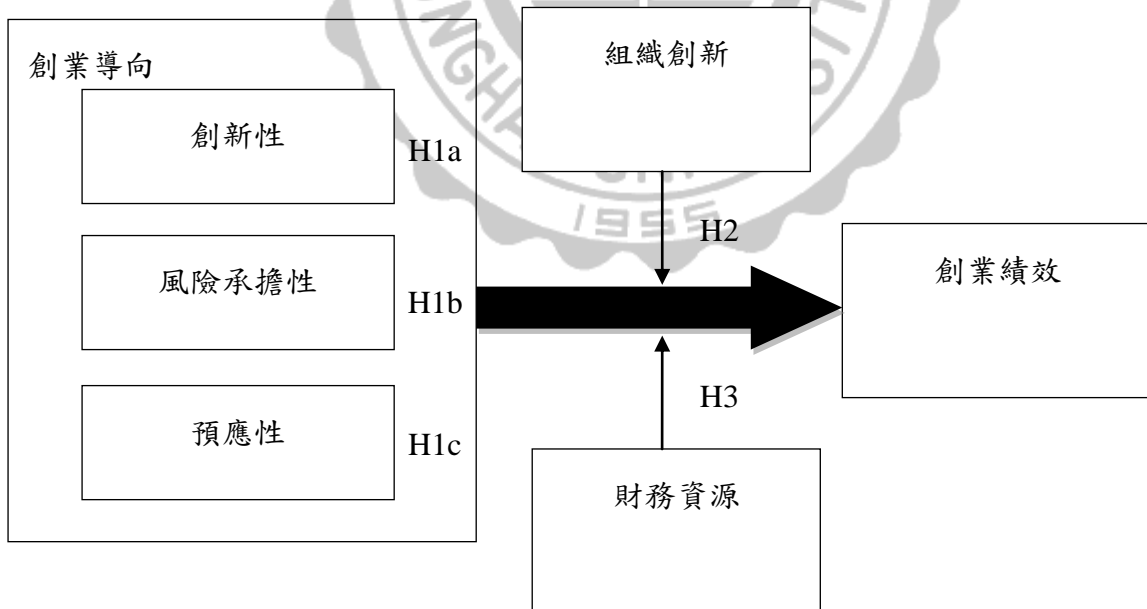 創業導向
創新性
H1a
風險承擔性
H1b
預應性
H1c
組織創新
H2
H3
財務資源
創業績效
1955